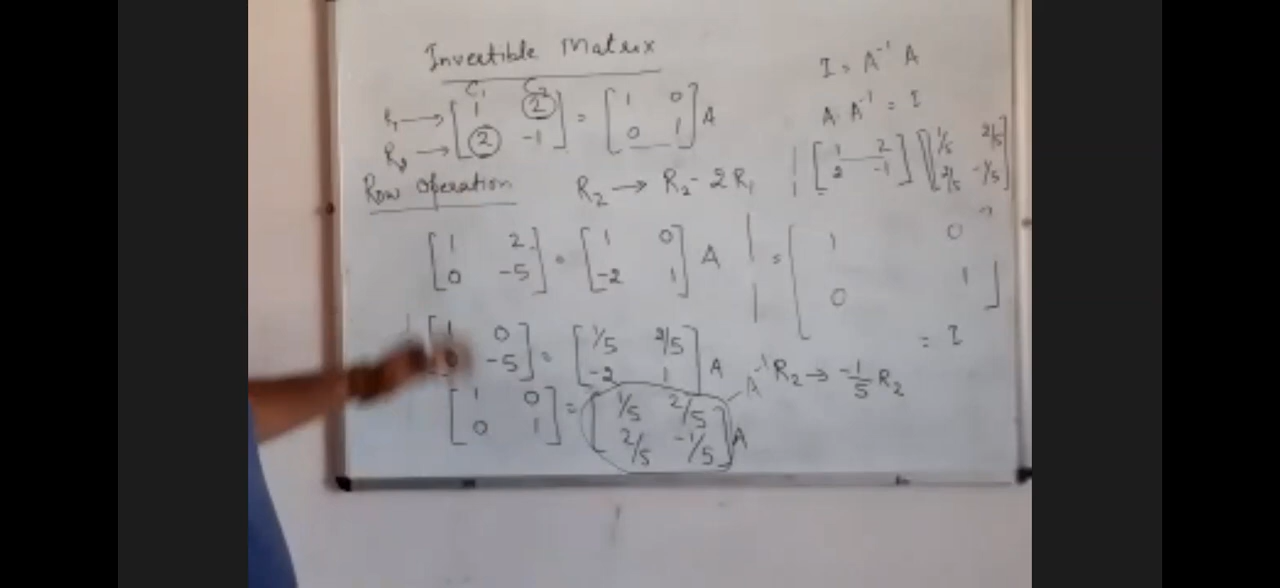 Invertible Matrix
C1 C2
R1 → [ 1 2 ] = [ 1 0 ] A
R2 → [ 2 -1 ] [ 0 1 ]
Row Operation
R2 → R2 - 2R1
[ 1 2 ] = [ 1 0 ] A
[ 0 -5 ] [ -2 1 ]
0 ] = [ 1/5 2/5 ] A
-5 ] [ -2 1 ]
[ 1 0 ] = [ 1/5 2/5 ] A
[ 0 1 ] [ 2/5 -1/5 ]
A⁻¹
R2 → -1/5 R2
I = A⁻¹ A
A. A⁻¹ = I
[ 1 2 ] [ 1/5 2/5 ]
[ 2 -1 ] [ 2/5 -1/5 ]
= [ 1 0 ]
[ 0 1 ]
= I